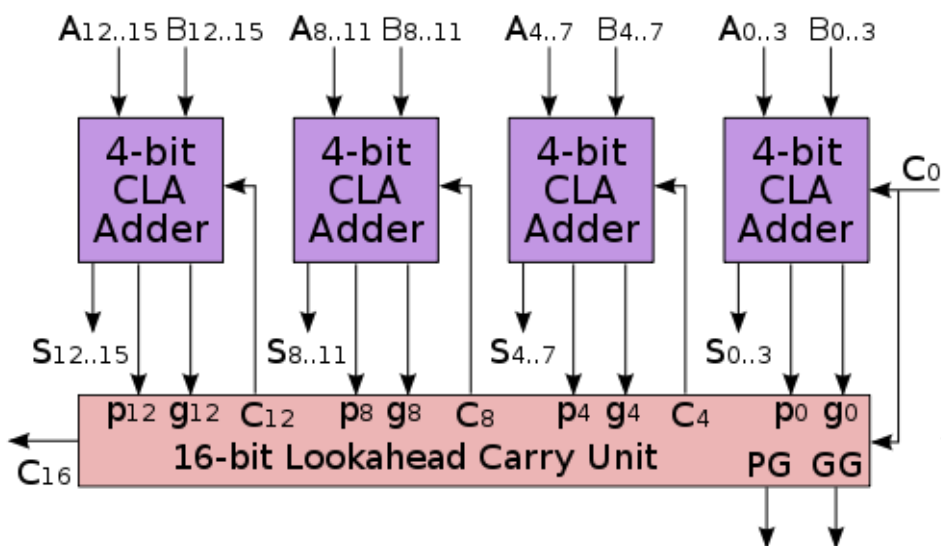 A12..15 B12..15 A8..11 B8..11 A4..7 B4..7 A0..3 B0..3
4-bit 4-bit 4-bit 4-bit
CLA CLA CLA CLA C0
Adder Adder Adder Adder
S12..15 S8..11 S4..7 S0..3
p12 g12 C12 p8 g8 C8 p4 g4 C4 p0 g0
16-bit Lookahead Carry Unit PG GG
C16